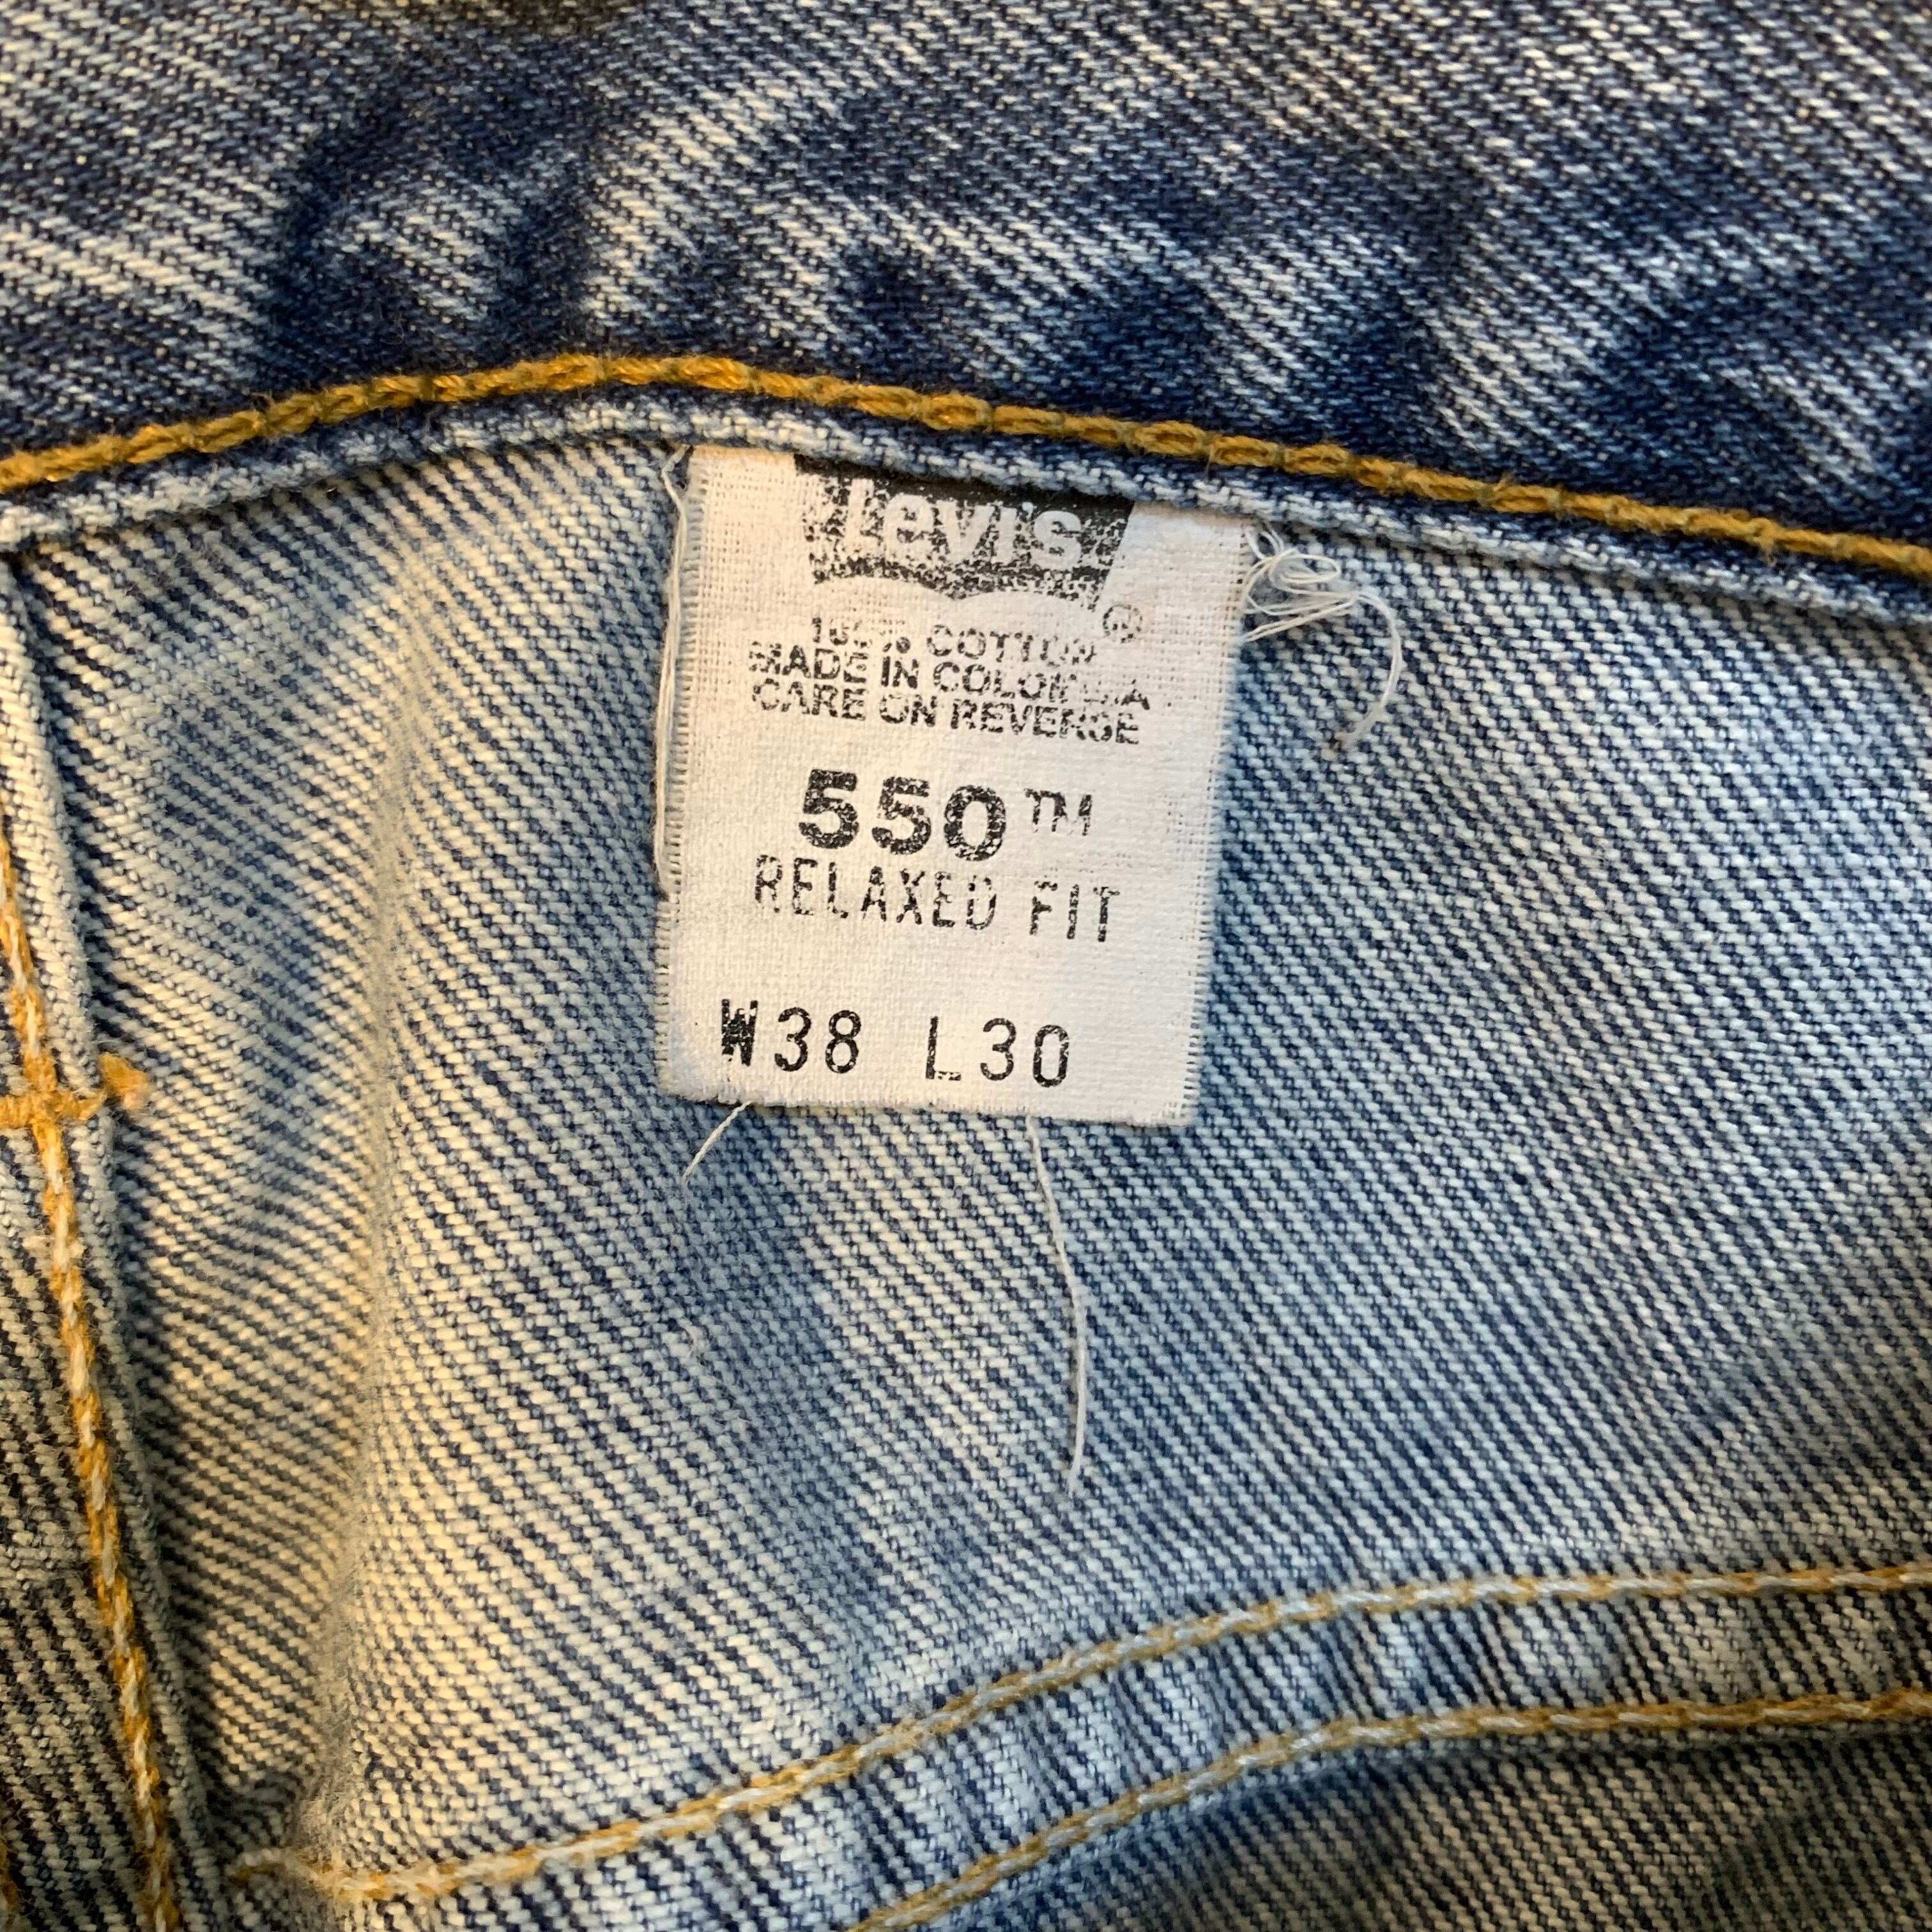 Levi's
®
100% COTTON
MADE IN COLOMBIA
CARE ON REVERSE
550™
RELAXED FIT
W38 L30